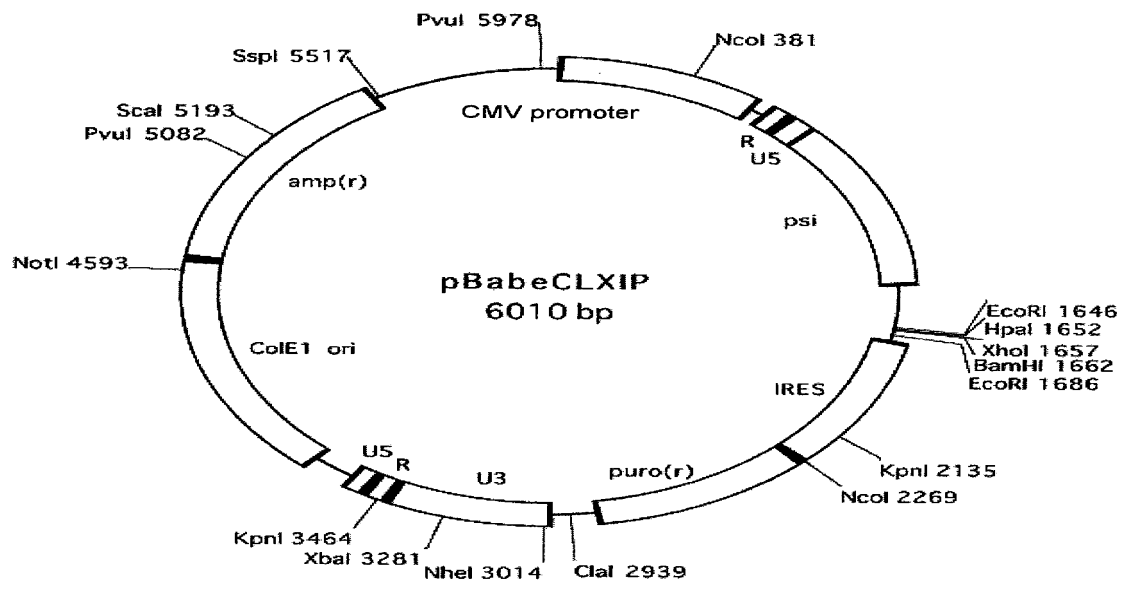 PvuI 5978
NcoI 381
SspI 5517
ScaI 5193
PvuI 5082
CMV promoter
R
U5
amp(r)
psi
NotI 4593
pBabeCLXIP
6010 bp
EcoRI 1646
HpaI 1652
XhoI 1657
BamHI 1662
EcoRI 1686
ColE1 ori
IRES
U5
R
U3
puro(r)
KpnI 2135
NcoI 2269
KpnI 3464
XbaI 3281
NheI 3014
ClaI 2939